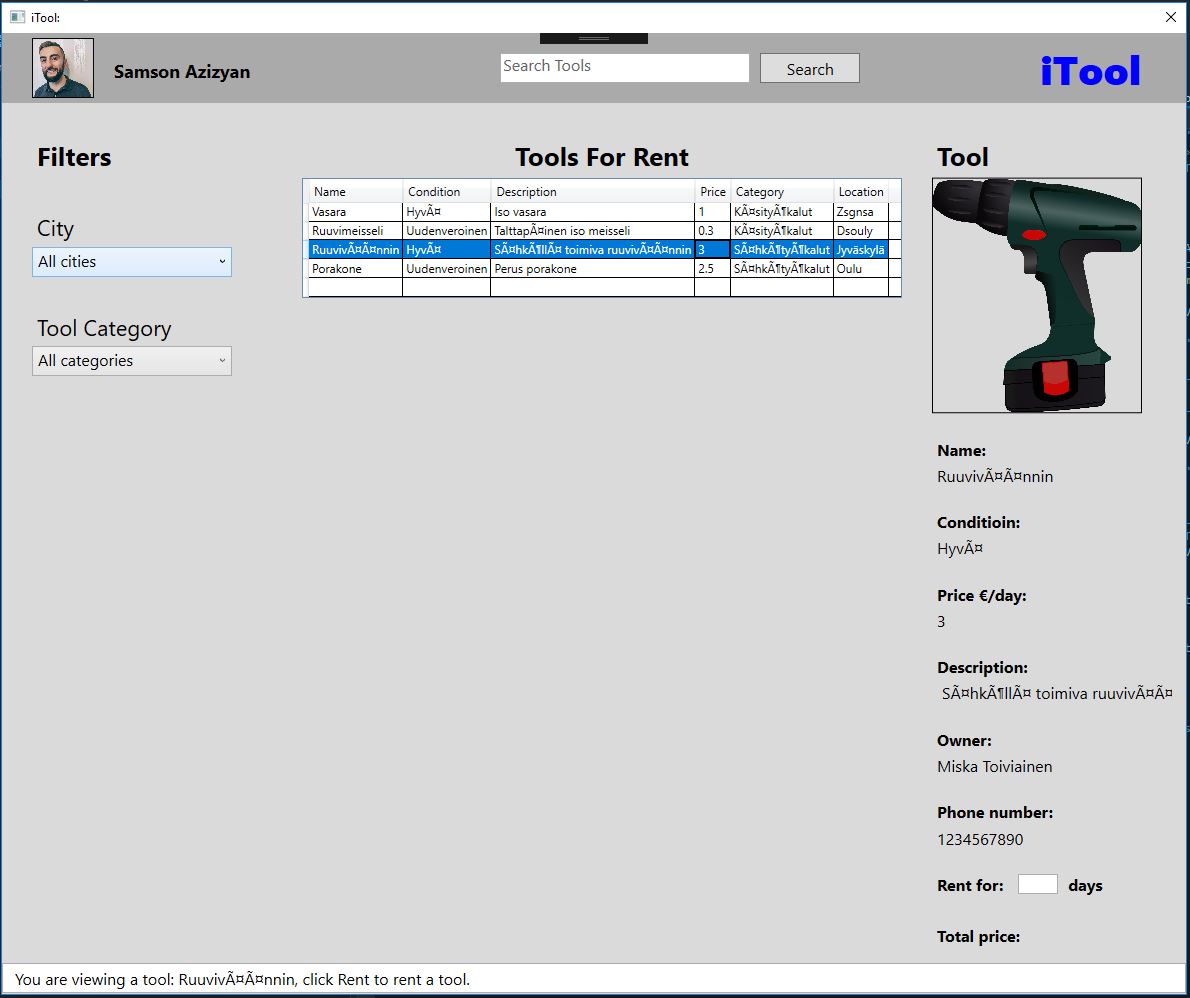 iTool:
Samson Azizyan
Search Tools
Search
iTool
Filters
City
All cities
Tool Category
All categories
Tools For Rent
Name Condition Description Price Category Location
Vasara HyvÃ¤ Iso vasara 1 KÃ¤sityÃ¶kalut Zsgnsa
Ruuvimeisseli Uudenveroinen TalttapÃ¤inen iso meisseli 0.3 KÃ¤sityÃ¶kalut Dsouly
RuuvivÃ¤Ã¤nnin HyvÃ¤ SÃ¤hkÃ¶llÃ¤ toimiva ruuvivÃ¤Ã¤nnin 3 SÃ¤hkÃ¶tyÃ¶kalut Jyväskylä
Porakone Uudenveroinen Perus porakone 2.5 SÃ¤hkÃ¶tyÃ¶kalut Oulu
Tool
Name:
RuuvivÃ¤Ã¤nnin
Conditioin:
HyvÃ¤
Price €/day:
3
Description:
SÃ¤hkÃ¶llÃ¤ toimiva ruuvivÃ¤Ã¤
Owner:
Miska Toiviainen
Phone number:
1234567890
Rent for: days
Total price:
You are viewing a tool: RuuvivÃ¤Ã¤nnin, click Rent to rent a tool.